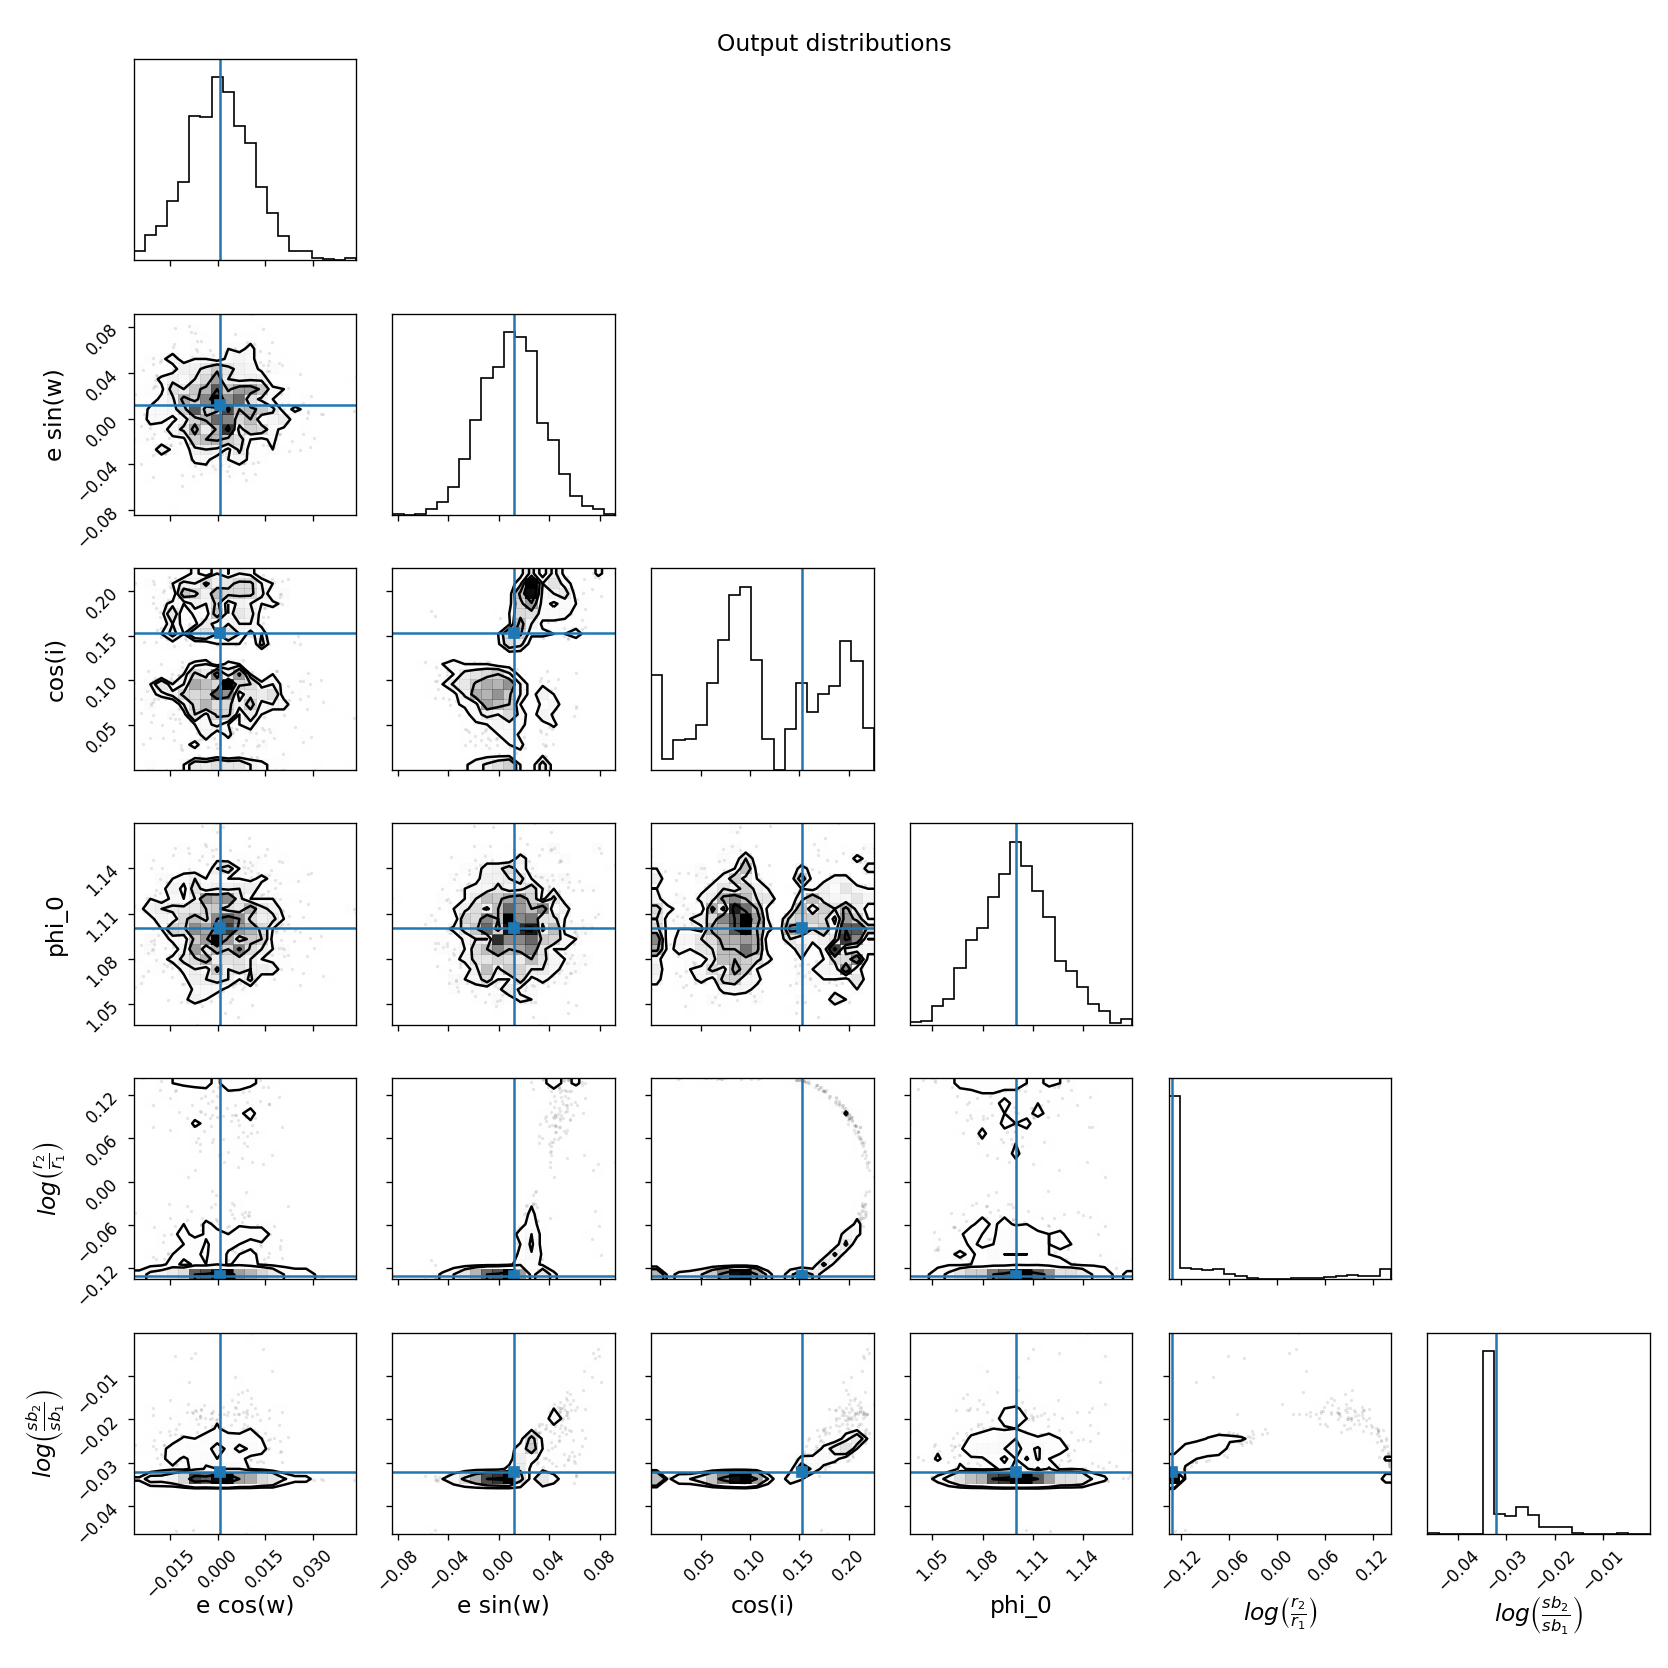 Output distributions
e sin(w)
0.08
0.04
0.00
−0.04
−0.08
cos(i)
0.20
0.15
0.10
0.05
phi_0
1.14
1.11
1.08
1.05
log(r₂/r₁)
0.12
0.06
0.00
−0.06
−0.12
log(sb₂/sb₁)
−0.01
−0.02
−0.03
−0.04
−0.015 0.000 0.015 0.030
−0.08 −0.04 0.00 0.04 0.08
0.05 0.10 0.15 0.20
1.05 1.08 1.11 1.14
−0.12 −0.06 0.00 0.06 0.12
−0.04 −0.03 −0.02 −0.01
e cos(w) e sin(w) cos(i) phi_0 log(r₂/r₁) log(sb₂/sb₁)